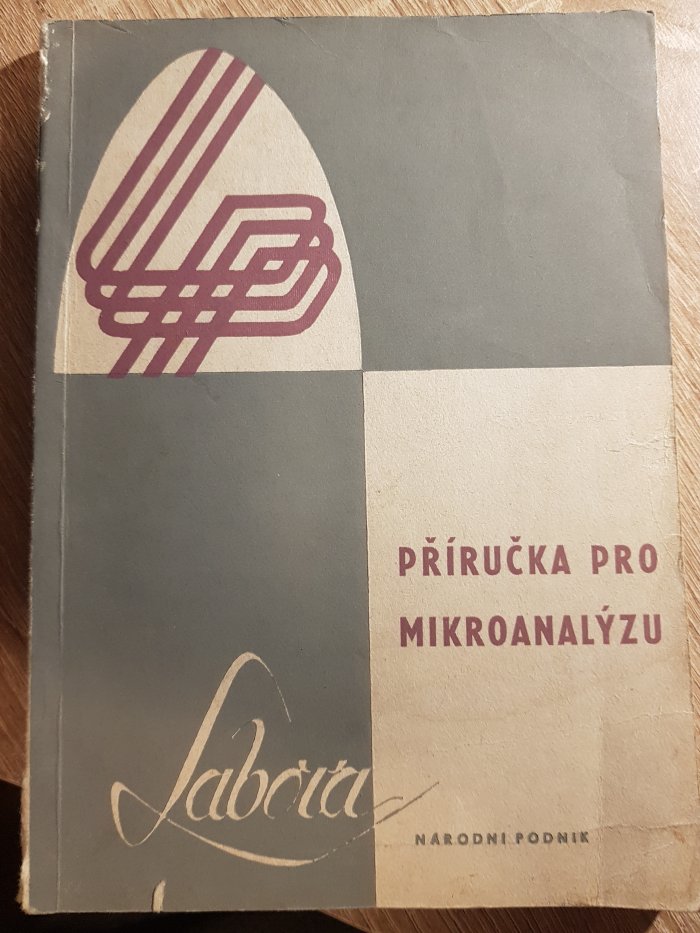 PŘÍRUČKA PRO
MIKROANALÝZU
Labora
NÁRODNÍ PODNIK